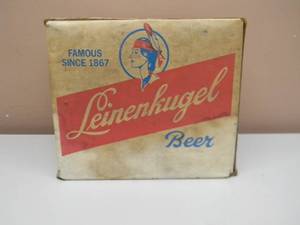 FAMOUS
SINCE 1867
Leinenkugel
Beer